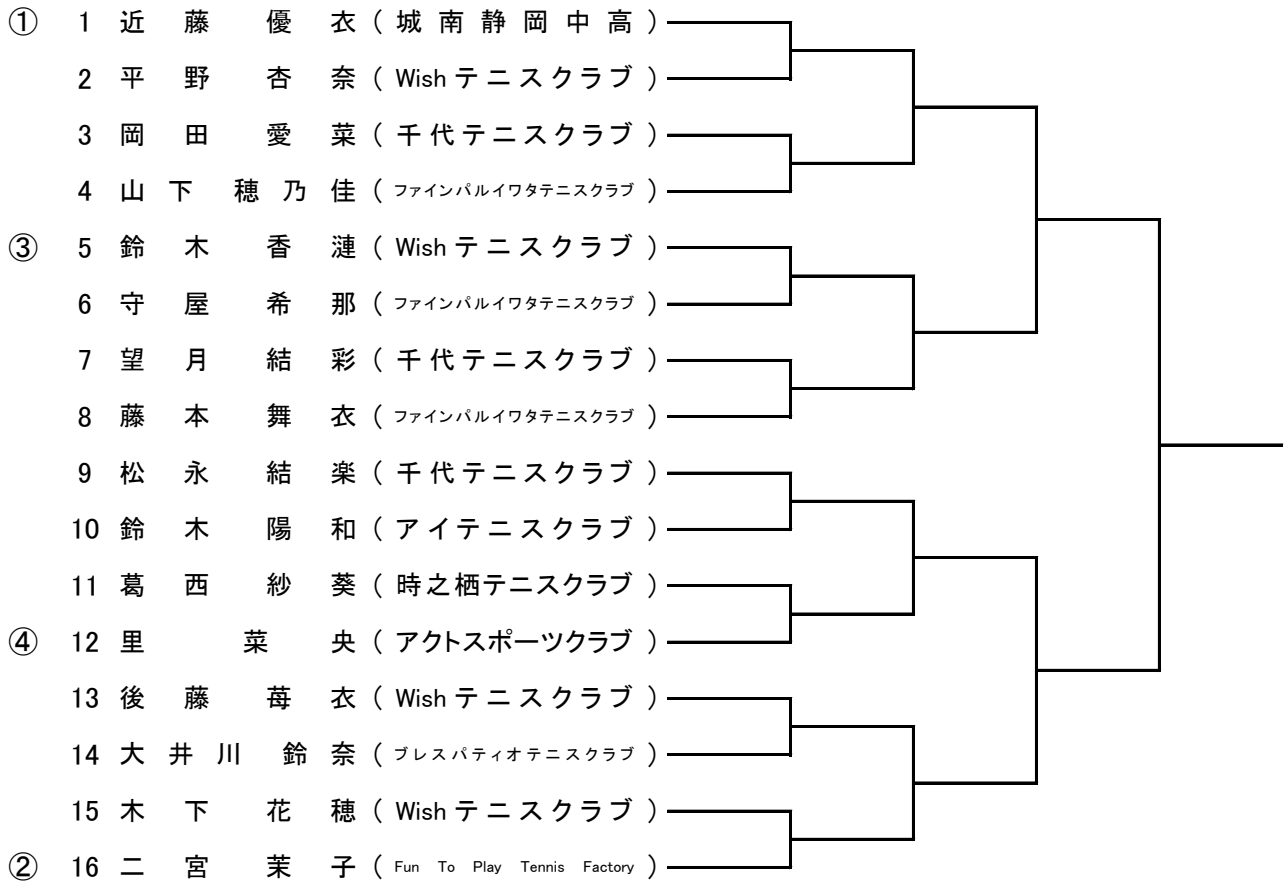 ① 1 近藤 優衣 (城南静岡中高)
2 平野 杏奈 (Wish テニスクラブ)
3 岡田 愛菜 (千代テニスクラブ)
4 山下 穂乃佳 (ファインパルイワタテニスクラブ)
③ 5 鈴木 香漣 (Wish テニスクラブ)
6 守屋 希那 (ファインパルイワタテニスクラブ)
7 望月 結彩 (千代テニスクラブ)
8 藤本 舞衣 (ファインパルイワタテニスクラブ)
9 松永 結楽 (千代テニスクラブ)
10 鈴木 陽和 (アイテニスクラブ)
11 葛西 紗葵 (時之栖テニスクラブ)
④ 12 里 菜央 (アクトスポーツクラブ)
13 後藤 苺衣 (Wish テニスクラブ)
14 大井川 鈴奈 (ブレスパティオテニスクラブ)
15 木下 花穂 (Wish テニスクラブ)
② 16 二宮 茉子 (Fun To Play Tennis Factory)